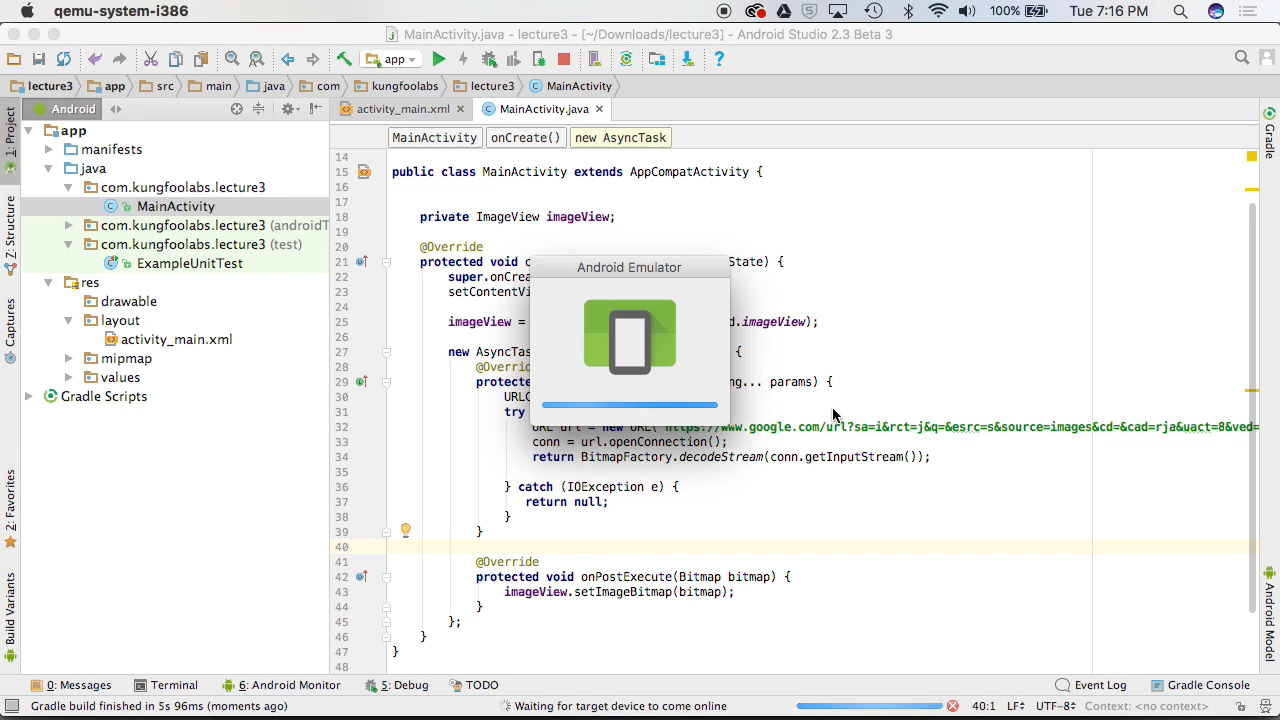 qemu-system-i386
100%
Tue 7:16 PM
MainActivity.java - lecture3 - [~/Downloads/lecture3] - Android Studio 2.3 Beta 3
app
lecture3 app src main java com kungfoolabs lecture3 MainActivity
Android
activity_main.xml
MainActivity.java
1: Project
Z: Structure
Captures
2: Favorites
Build Variants
app
manifests
java
com.kungfoolabs.lecture3
MainActivity
com.kungfoolabs.lecture3 (androidT
com.kungfoolabs.lecture3 (test)
ExampleUnitTest
res
drawable
layout
activity_main.xml
mipmap
values
Gradle Scripts
MainActivity onCreate() new AsyncTask
14
15 public class MainActivity extends AppCompatActivity {
16
17
18 private ImageView imageView;
19
20 @Override
21 protected void State) {
22 super.onCrea
23 setContentVi
24
25 imageView = d.imageView);
26
27 new AsyncTas {
28 @Overrid
29 protecte ng... params) {
30 URLC
31 try
32 URL url = new URL("https://www.google.com/url?sa=i&rct=j&q=&esrc=s&source=images&cd=&cad=rja&uact=8&ved=
33 conn = url.openConnection();
34 return BitmapFactory.decodeStream(conn.getInputStream());
35
36 } catch (IOException e) {
37 return null;
38 }
39 }
40
41 @Override
42 protected void onPostExecute(Bitmap bitmap) {
43 imageView.setImageBitmap(bitmap);
44 }
45 };
46 }
47 }
48
Android Emulator
Gradle
Android Model
0: Messages
Terminal
6: Android Monitor
5: Debug
TODO
Event Log
Gradle Console
Gradle build finished in 5s 96ms (moments ago)
Waiting for target device to come online
40:1 LF UTF-8 Context: <no context>